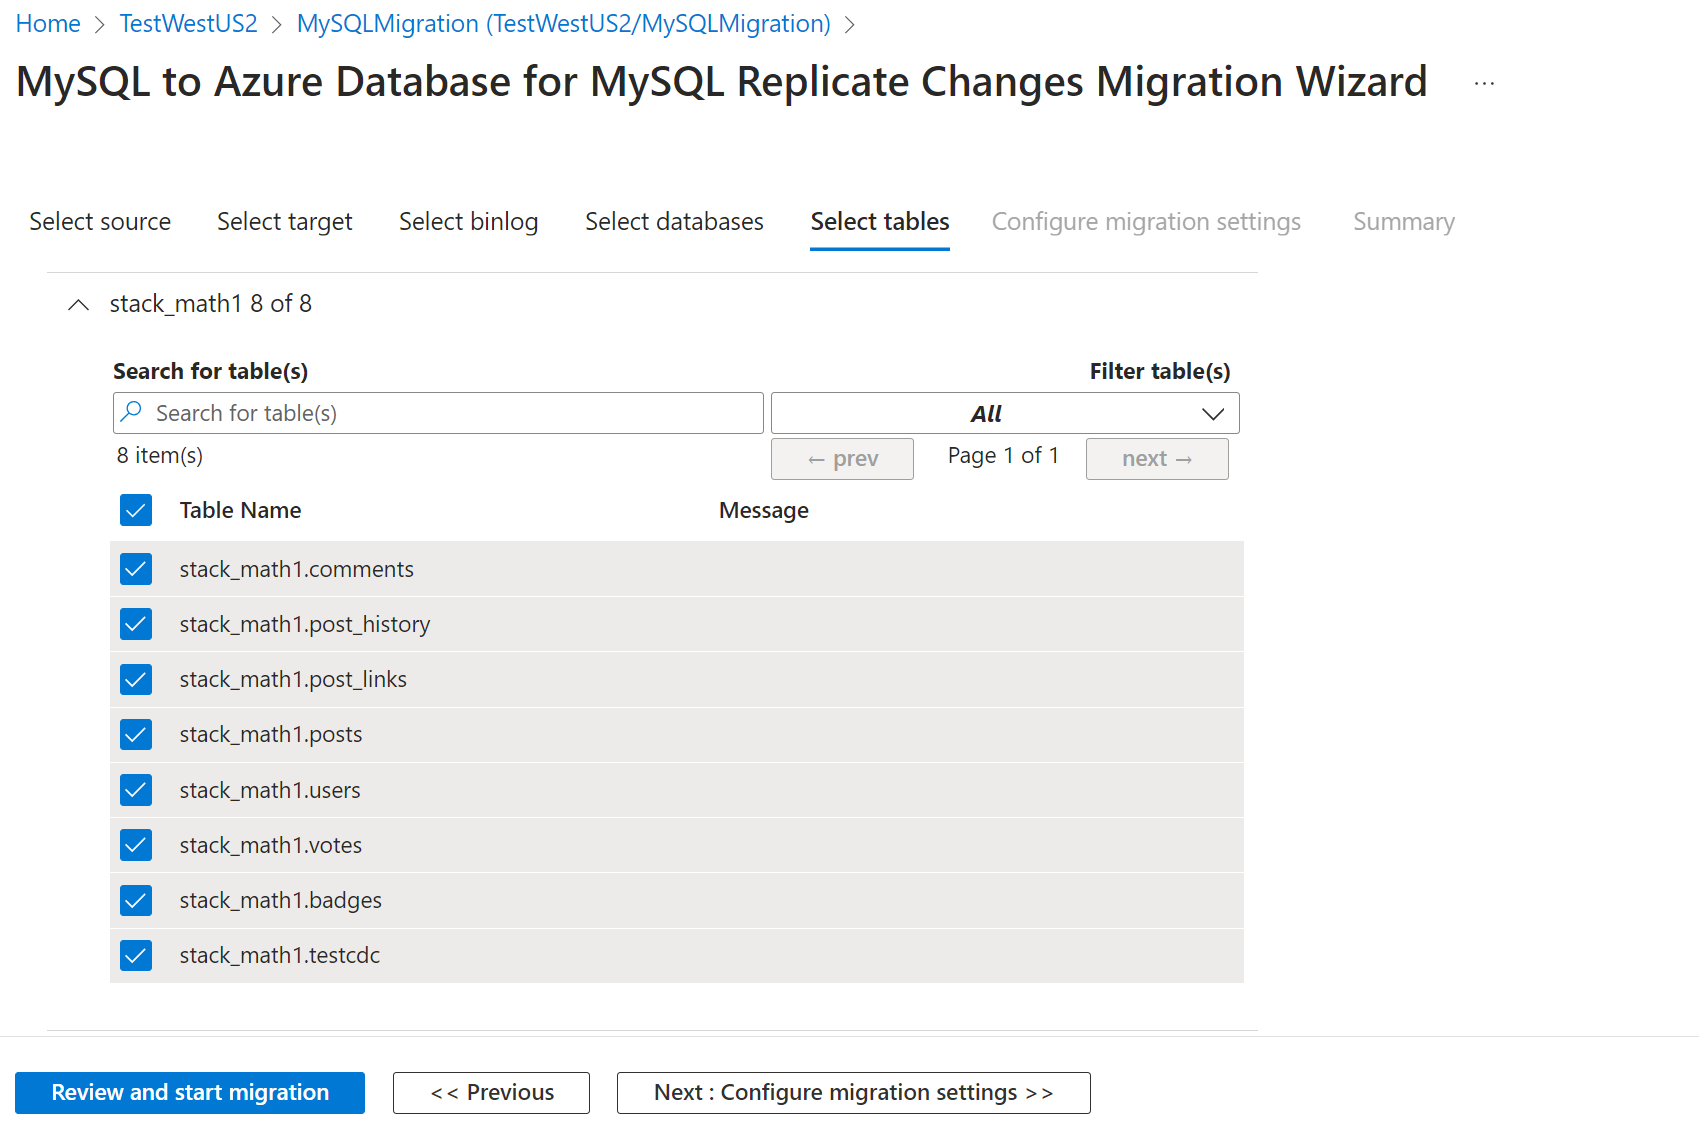 Home > TestWestUS2 > MySQLMigration (TestWestUS2/MySQLMigration) >
MySQL to Azure Database for MySQL Replicate Changes Migration Wizard ...
Select source Select target Select binlog Select databases Select tables Configure migration settings Summary
stack_math1 8 of 8
Search for table(s) Filter table(s)
Search for table(s) All
8 item(s) ← prev Page 1 of 1 next →
Table Name Message
stack_math1.comments
stack_math1.post_history
stack_math1.post_links
stack_math1.posts
stack_math1.users
stack_math1.votes
stack_math1.badges
stack_math1.testcdc
Review and start migration << Previous Next : Configure migration settings >>